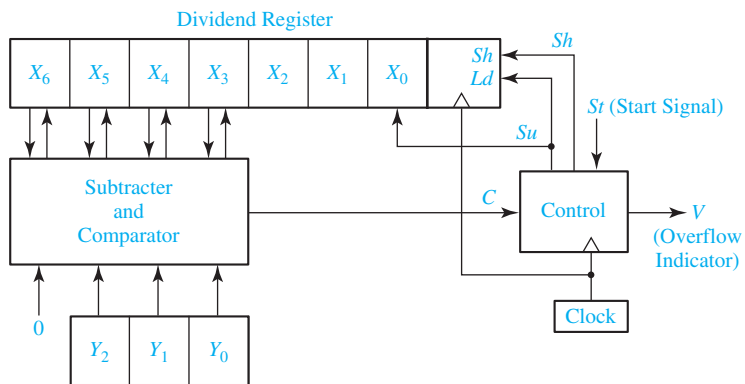 Dividend Register
X6 X5 X4 X3 X2 X1 X0 Sh Sh
Ld
St (Start Signal)
Su
Subtracter
and
Comparator
C
Control
V
(Overflow
Indicator)
0
Y2 Y1 Y0
Clock